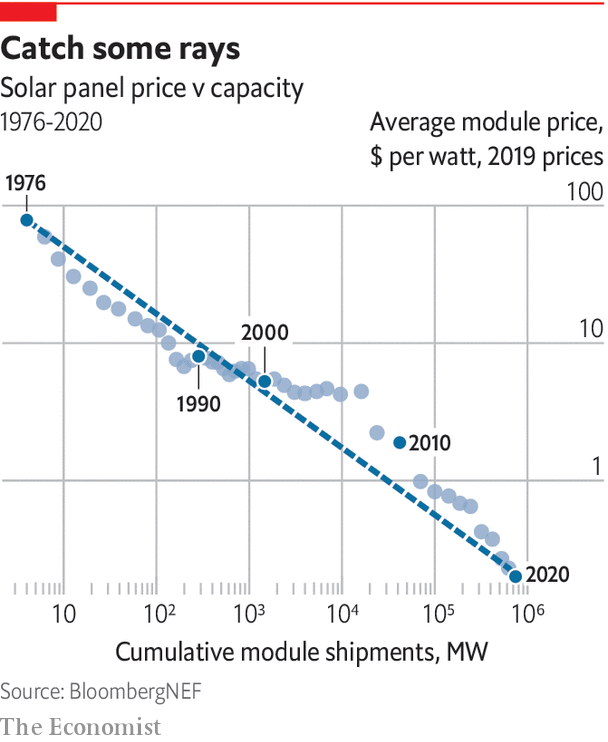 Catch some rays
Solar panel price v capacity
1976-2020
Average module price,
$ per watt, 2019 prices
1976
100
10
2000
1990
2010
1
2020
10 10² 10³ 10⁴ 10⁵ 10⁶
Cumulative module shipments, MW
Source: BloombergNEF
The Economist